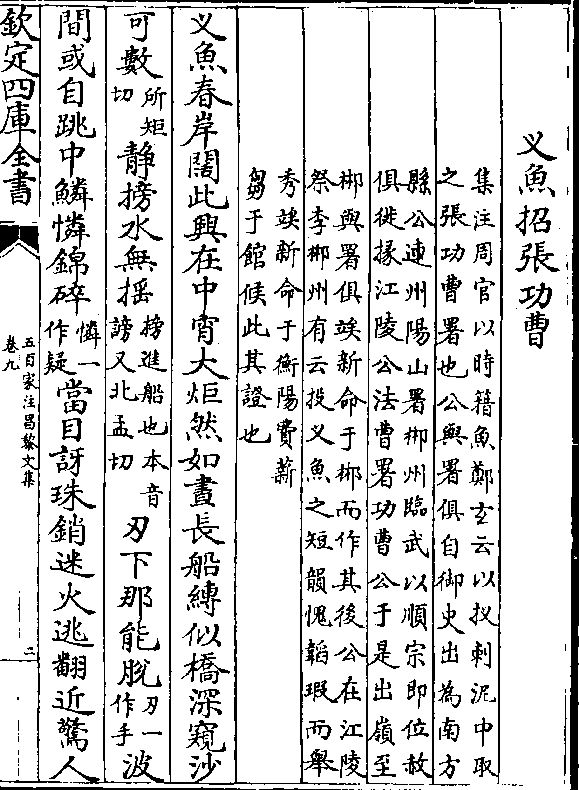 叉魚招張功曹
集注周官以時籍魚鄭玄云以扠刺泥中取
之張功曹署也公與署俱自御史出為南方
縣公連州陽山署郴州臨武以順宗即位赦
俱徙掾江陵公法曹署功曹公于是出嶺至
郴與署俱竢新命于郴而作其後公在江陵
祭李郴州有云投叉魚之短韻愧韜瑕而舉
秀竢新命于衡陽費薪
芻于館候此其證也
叉魚春岸闊此興在中宵大炬然如晝長船縛似橋深窺沙
可數所矩切静搒水無摇搒進船也本音謗又北孟切刃下那能脱刃一作手波
間或自跳中鱗憐錦碎憐一作疑當目訝珠銷迷火逃翻近驚人
欽定四庫全書
五百家注昌黎文集
卷九
二